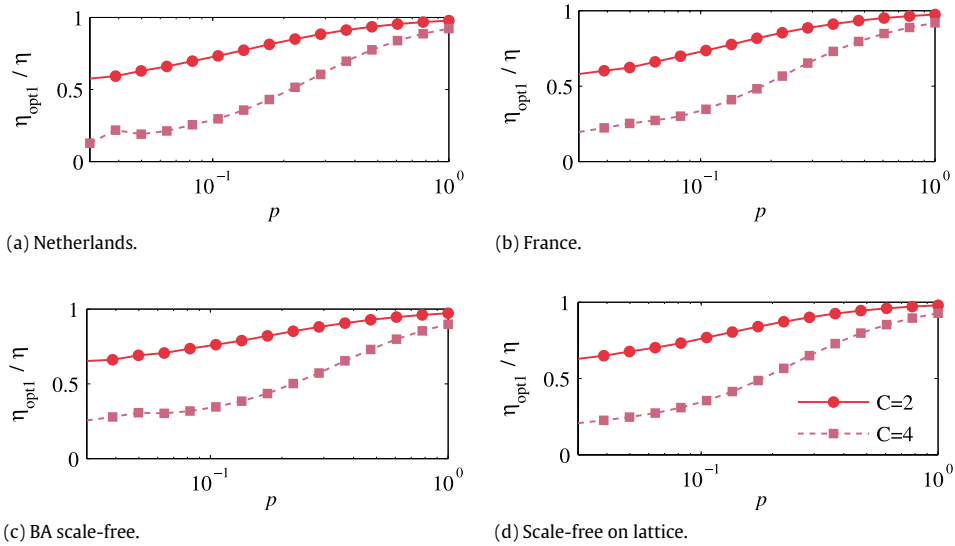 1
0.5
0
η_opt1 / η
10^-1
10^0
p
(a) Netherlands.
1
0.5
0
η_opt1 / η
10^-1
10^0
p
(b) France.
1
0.5
0
η_opt1 / η
10^-1
10^0
p
(c) BA scale-free.
1
0.5
0
η_opt1 / η
C=2
C=4
10^-1
10^0
p
(d) Scale-free on lattice.